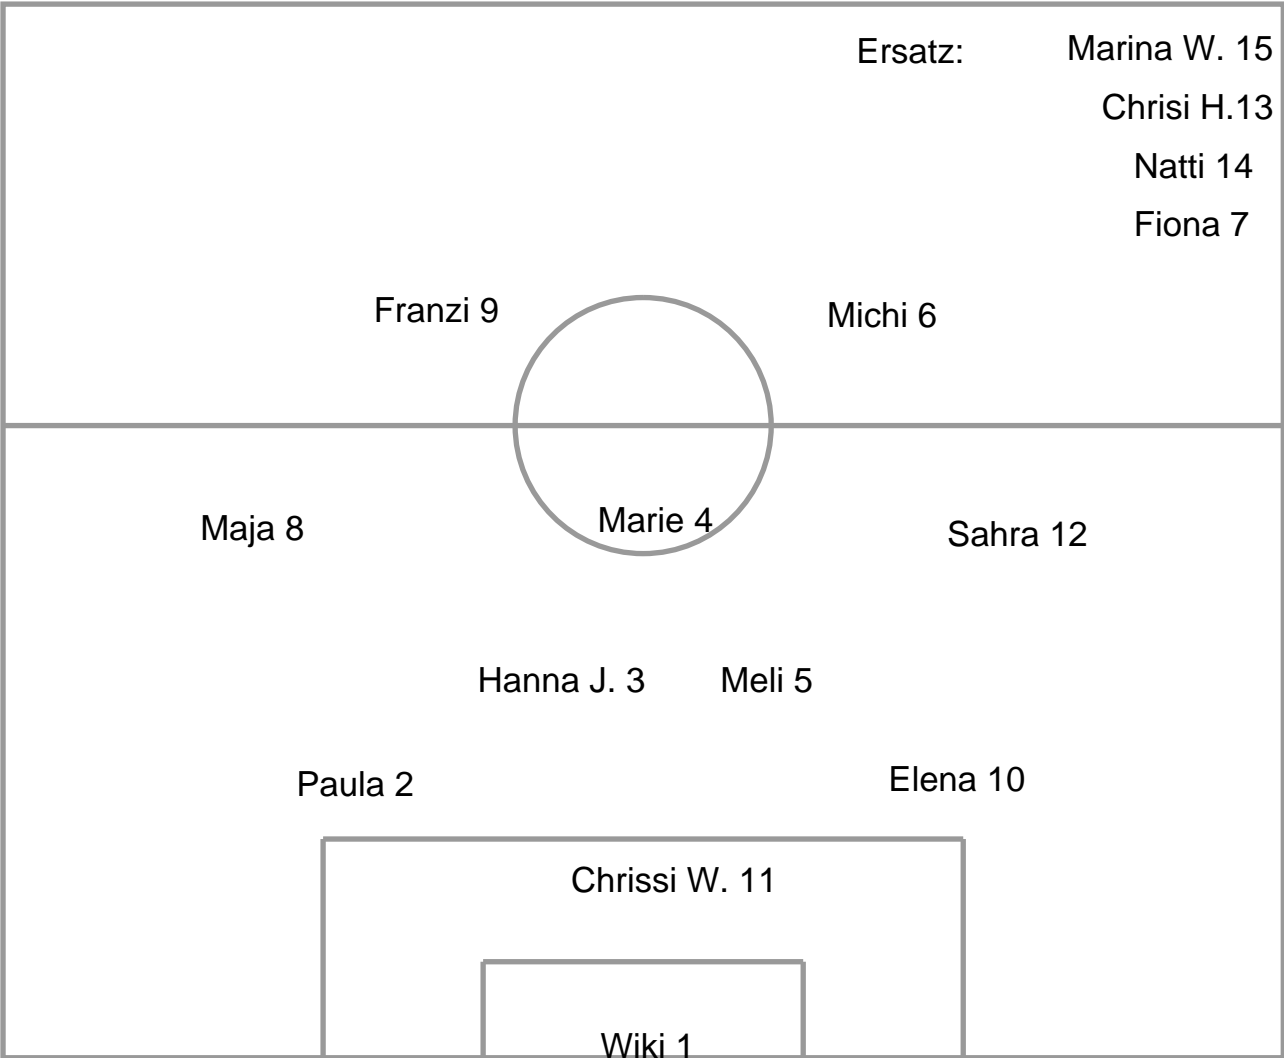 Ersatz: Marina W. 15
Chrisi H.13
Natti 14
Fiona 7
Franzi 9 Michi 6
Maja 8 Marie 4 Sahra 12
Hanna J. 3 Meli 5
Paula 2 Elena 10
Chrissi W. 11
Wiki 1